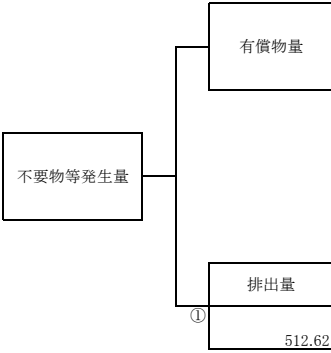 有償物量
不要物等発生量
排出量
①
512.62